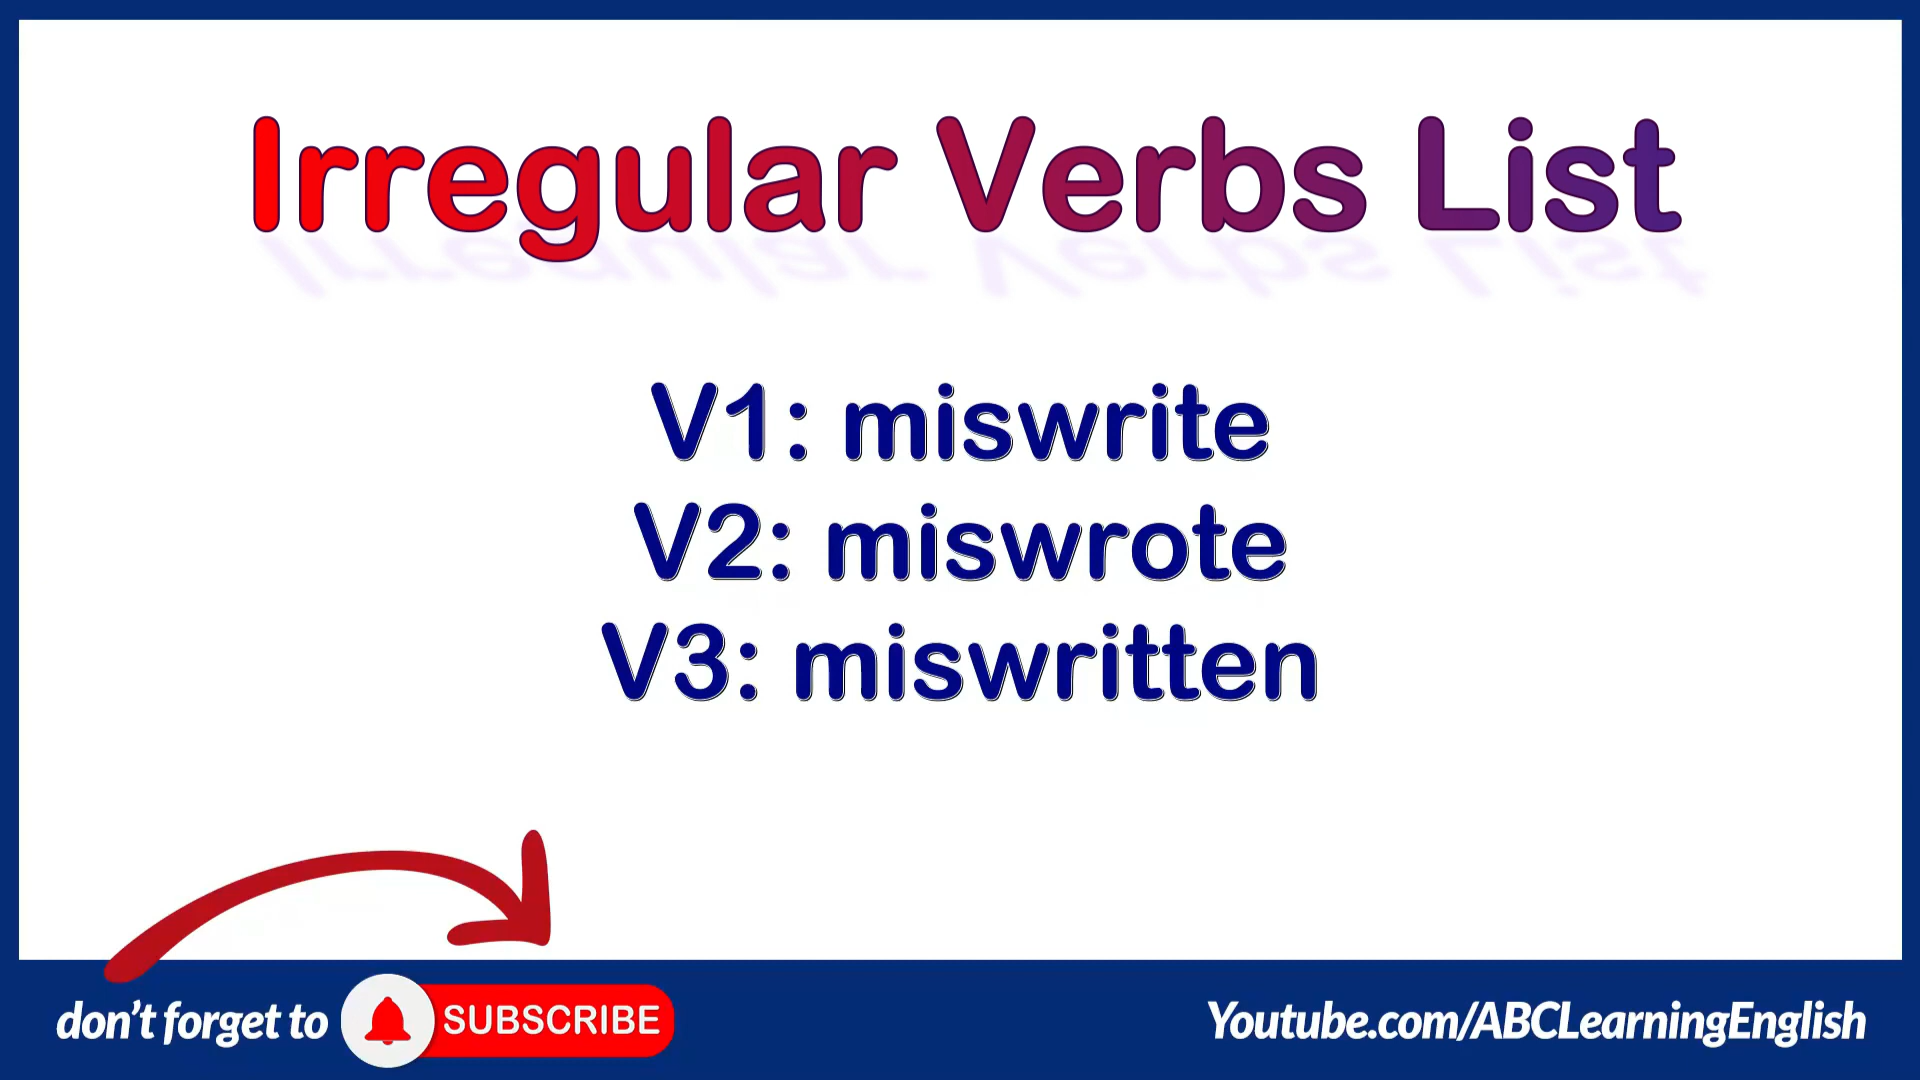 Irregular Verbs List
V1: miswrite
V2: miswrote
V3: miswritten
don't forget to SUBSCRIBE
Youtube.com/ABCLearningEnglish